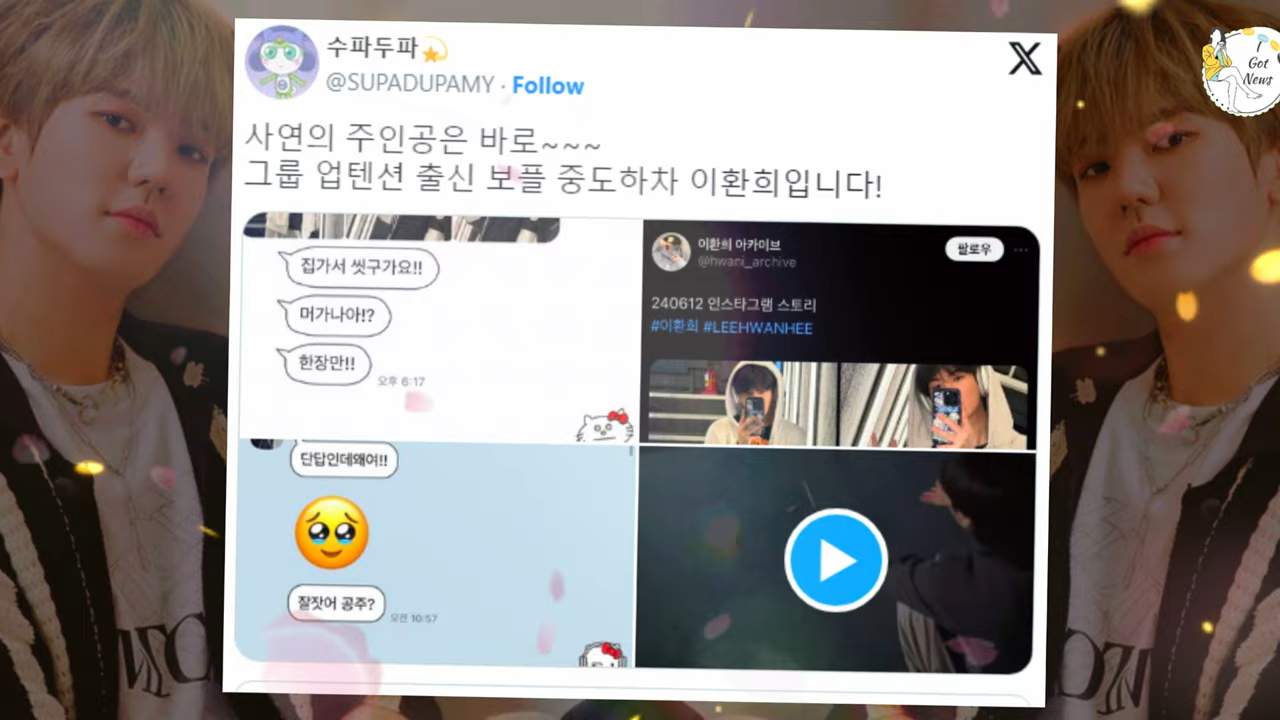 수파두파
@SUPADUPAMY · Follow
X
I
Got
News
사연의 주인공은 바로~~~
그룹 업텐션 출신 보플 중도하차 이환희입니다!
집가서 씻구가요!!
머가나아!?
한장만!!
오후 6:17
단답인데왜여!!
잘잣어 공주?
오전 10:57
이환희 아카이브
@hwani_archive
팔로우
240612 인스타그램 스토리
#이환희 #LEEHWANHEE